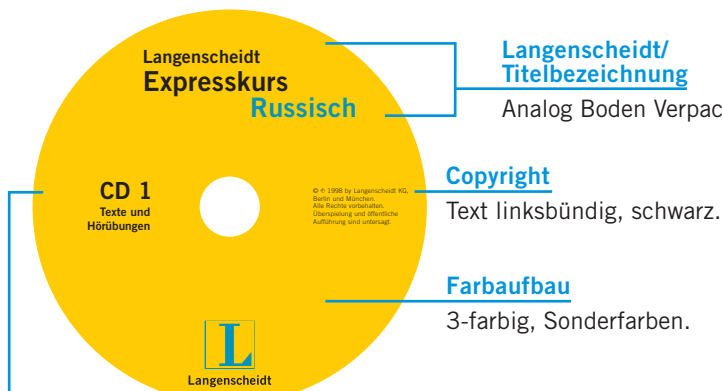 Langenscheidt
Expresskurs
Russisch
CD 1
Texte und
Hörübungen
© ℗ 1998 by Langenscheidt KG,
Berlin und München.
Alle Rechte vorbehalten.
Überspielung und öffentliche
Aufführung sind untersagt.
L
Langenscheidt
Langenscheidt/
Titelbezeichnung
Analog Boden Verpac
Copyright
Text linksbündig, schwarz.
Farbaufbau
3-farbig, Sonderfarben.